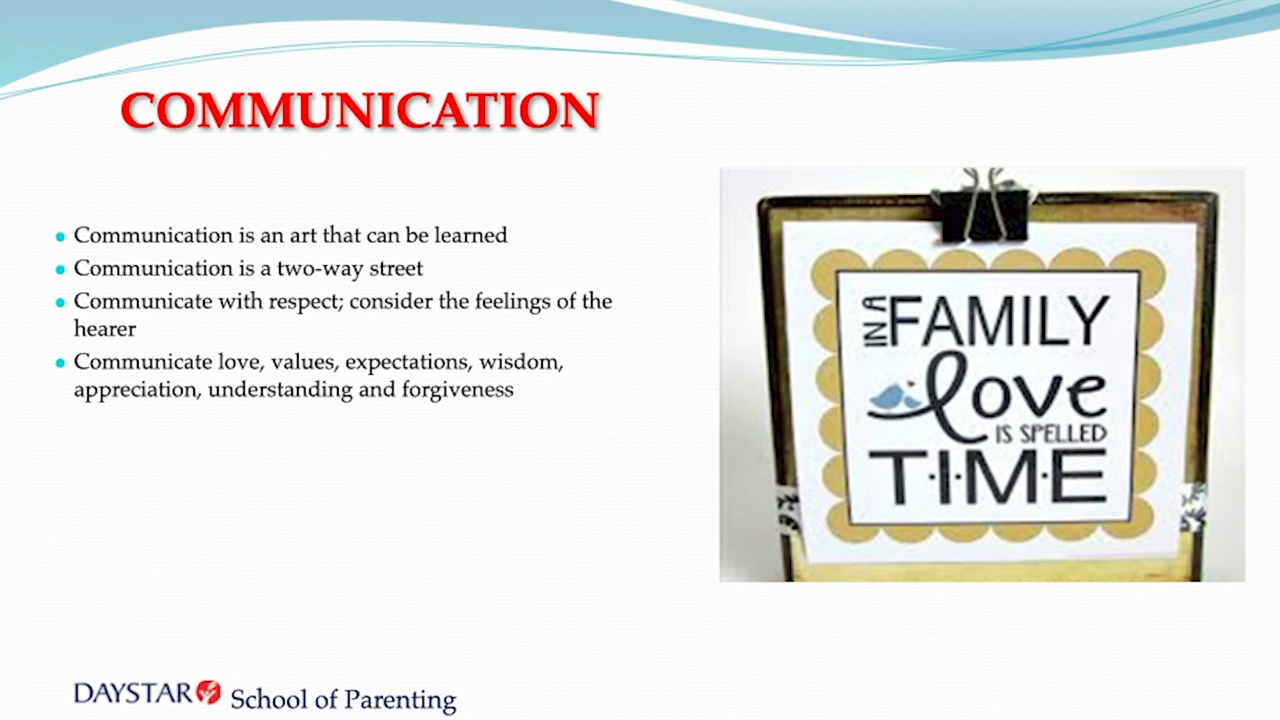 COMMUNICATION
Communication is an art that can be learned
Communication is a two-way street
Communicate with respect; consider the feelings of the
hearer
Communicate love, values, expectations, wisdom,
appreciation, understanding and forgiveness
IN A FAMILY
love
IS SPELLED
T·I·M·E
DAYSTAR School of Parenting